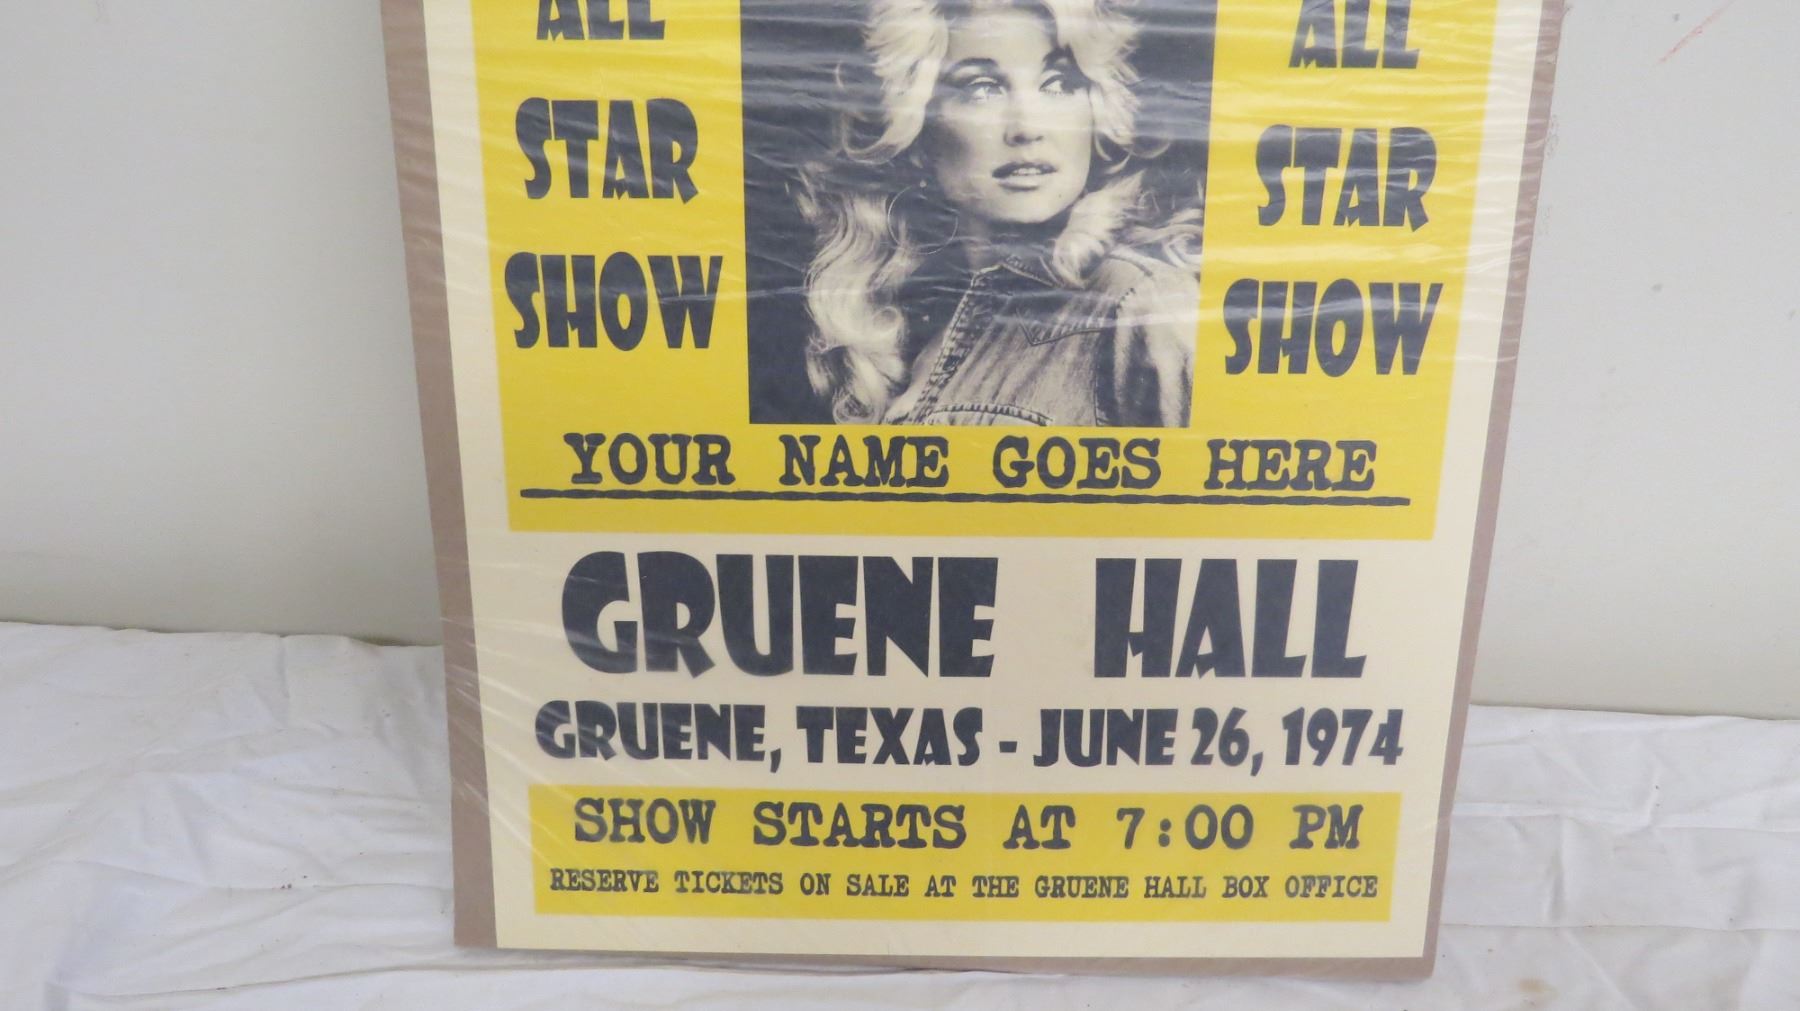 ALL
STAR
SHOW
ALL
STAR
SHOW
YOUR NAME GOES HERE
GRUENE HALL
GRUENE, TEXAS - JUNE 26, 1974
SHOW STARTS AT 7:00 PM
RESERVE TICKETS ON SALE AT THE GRUENE HALL BOX OFFICE